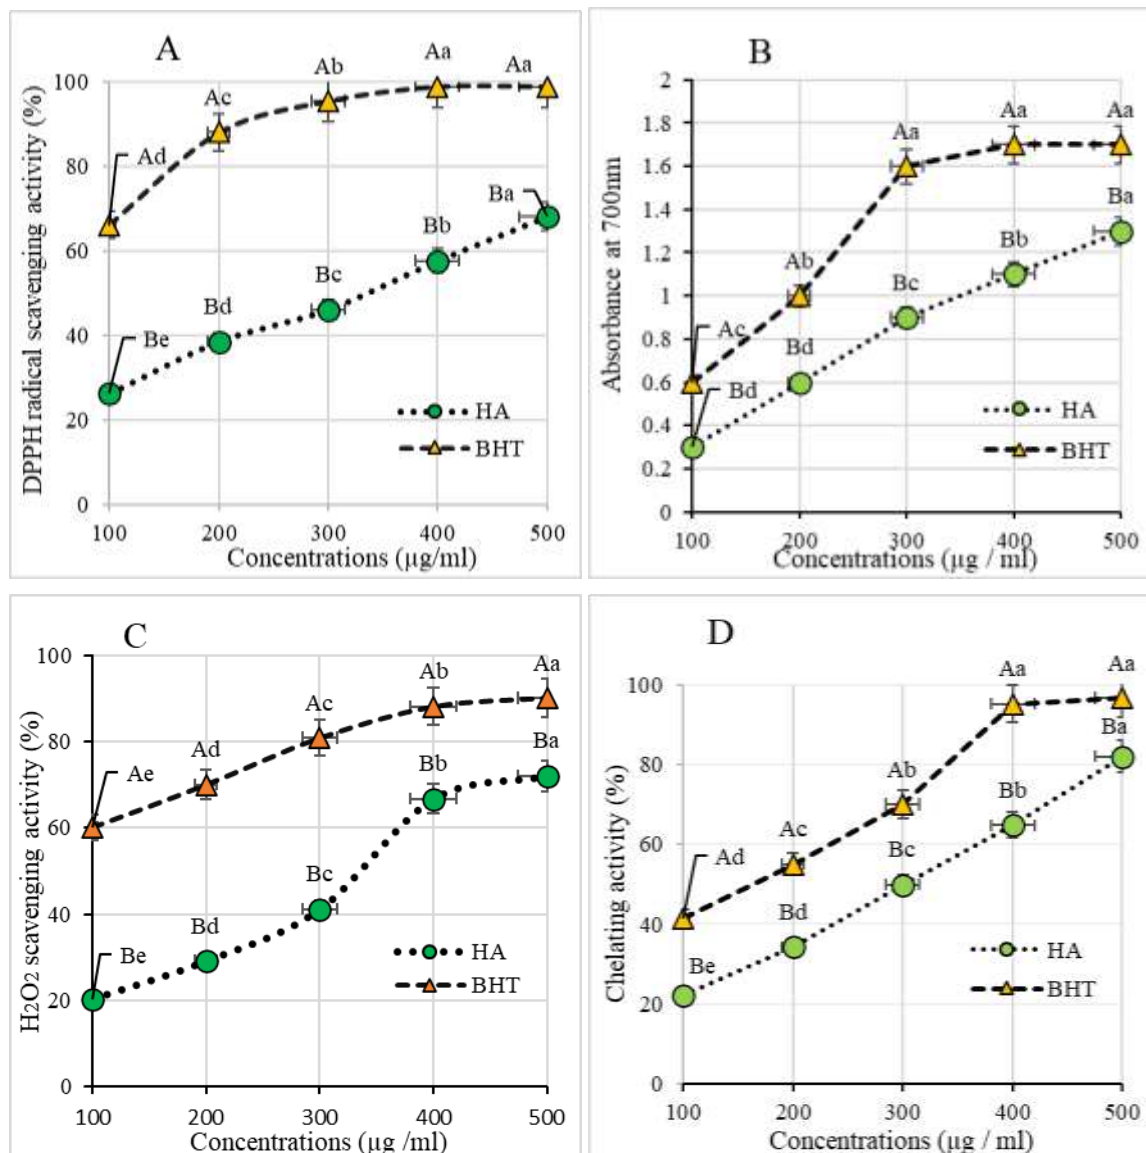 A
DPPH radical scavenging activity (%)
100
80
60
40
20
0
Ad
Ac
Ab
Aa
Aa
Be
Bd
Bc
Bb
Ba
HA
BHT
100 200 300 400 500
Concentrations (µg/ml)
B
Absorbance at 700nm
2
1.8
1.6
1.4
1.2
1
0.8
0.6
0.4
0.2
0
Ac
Ab
Aa
Aa
Aa
Bd
Bd
Bc
Bb
Ba
HA
BHT
100 200 300 400 500
Concentrations (µg / ml)
C
H2O2 scavenging activity (%)
100
80
60
40
20
0
Ae
Ad
Ac
Ab
Aa
Be
Bd
Bc
Bb
Ba
HA
BHT
100 200 300 400 500
Concentrations (µg /ml)
D
Chelating activity (%)
100
80
60
40
20
0
Ad
Ac
Ab
Aa
Aa
Be
Bd
Bc
Bb
Ba
HA
BHT
100 200 300 400 500
Concentrations (µg / ml)